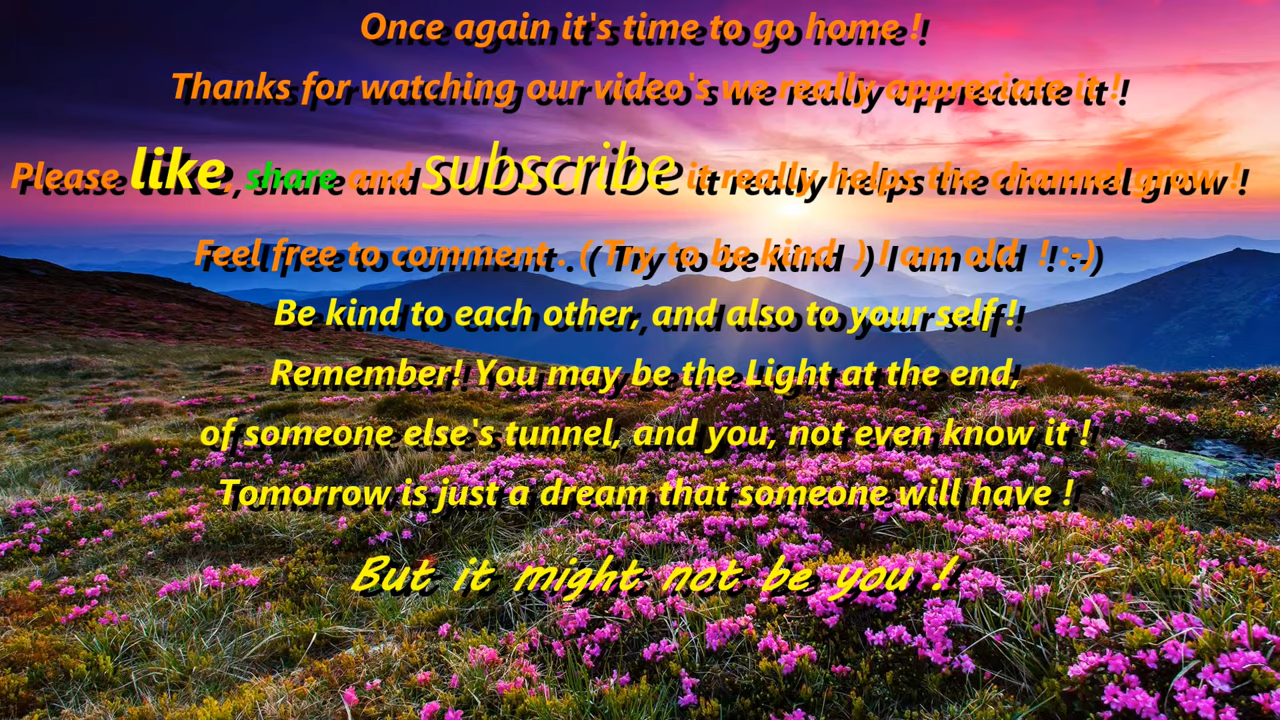 Once again it's time to go home !
Thanks for watching our video's we really appreciate it !
Please like, share and subscribe it really helps the channel grow !
Feel free to comment . ( Try to be kind ) I am old !:-)
Be kind to each other, and also to your self !
Remember! You may be the Light at the end,
of someone else's tunnel, and you, not even know it !
Tomorrow is just a dream that someone will have !
But it might not be you !